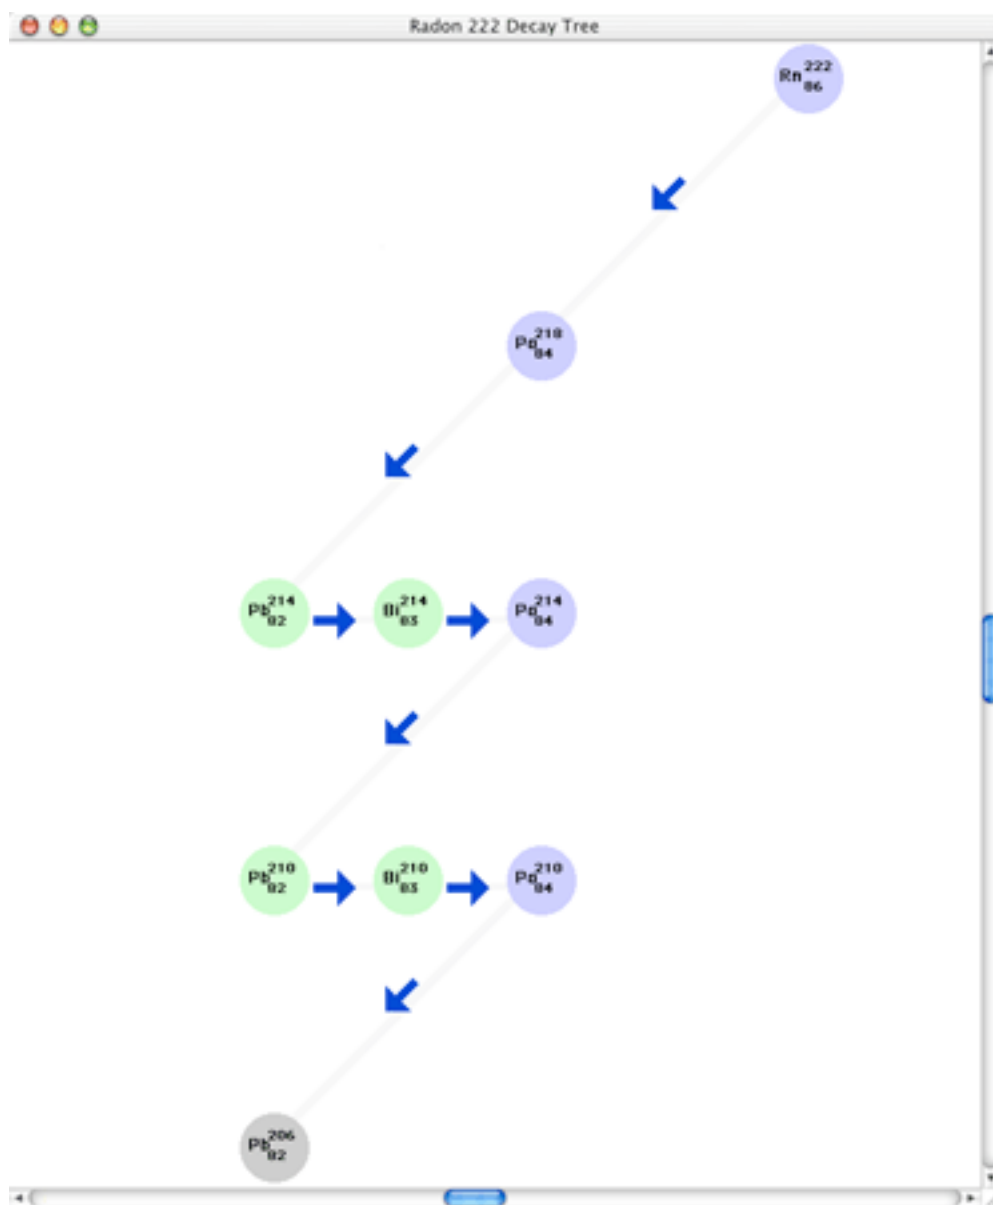 Radon 222 Decay Tree
Rn 222 86
Po 218 84
Pb 214 82
Bi 214 83
Po 214 84
Pb 210 82
Bi 210 83
Po 210 84
Pb 206 82